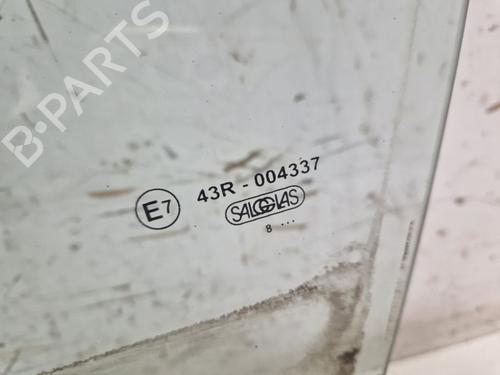 B-PARTS
E7
43R - 004337
SALGGLAS
8 ...